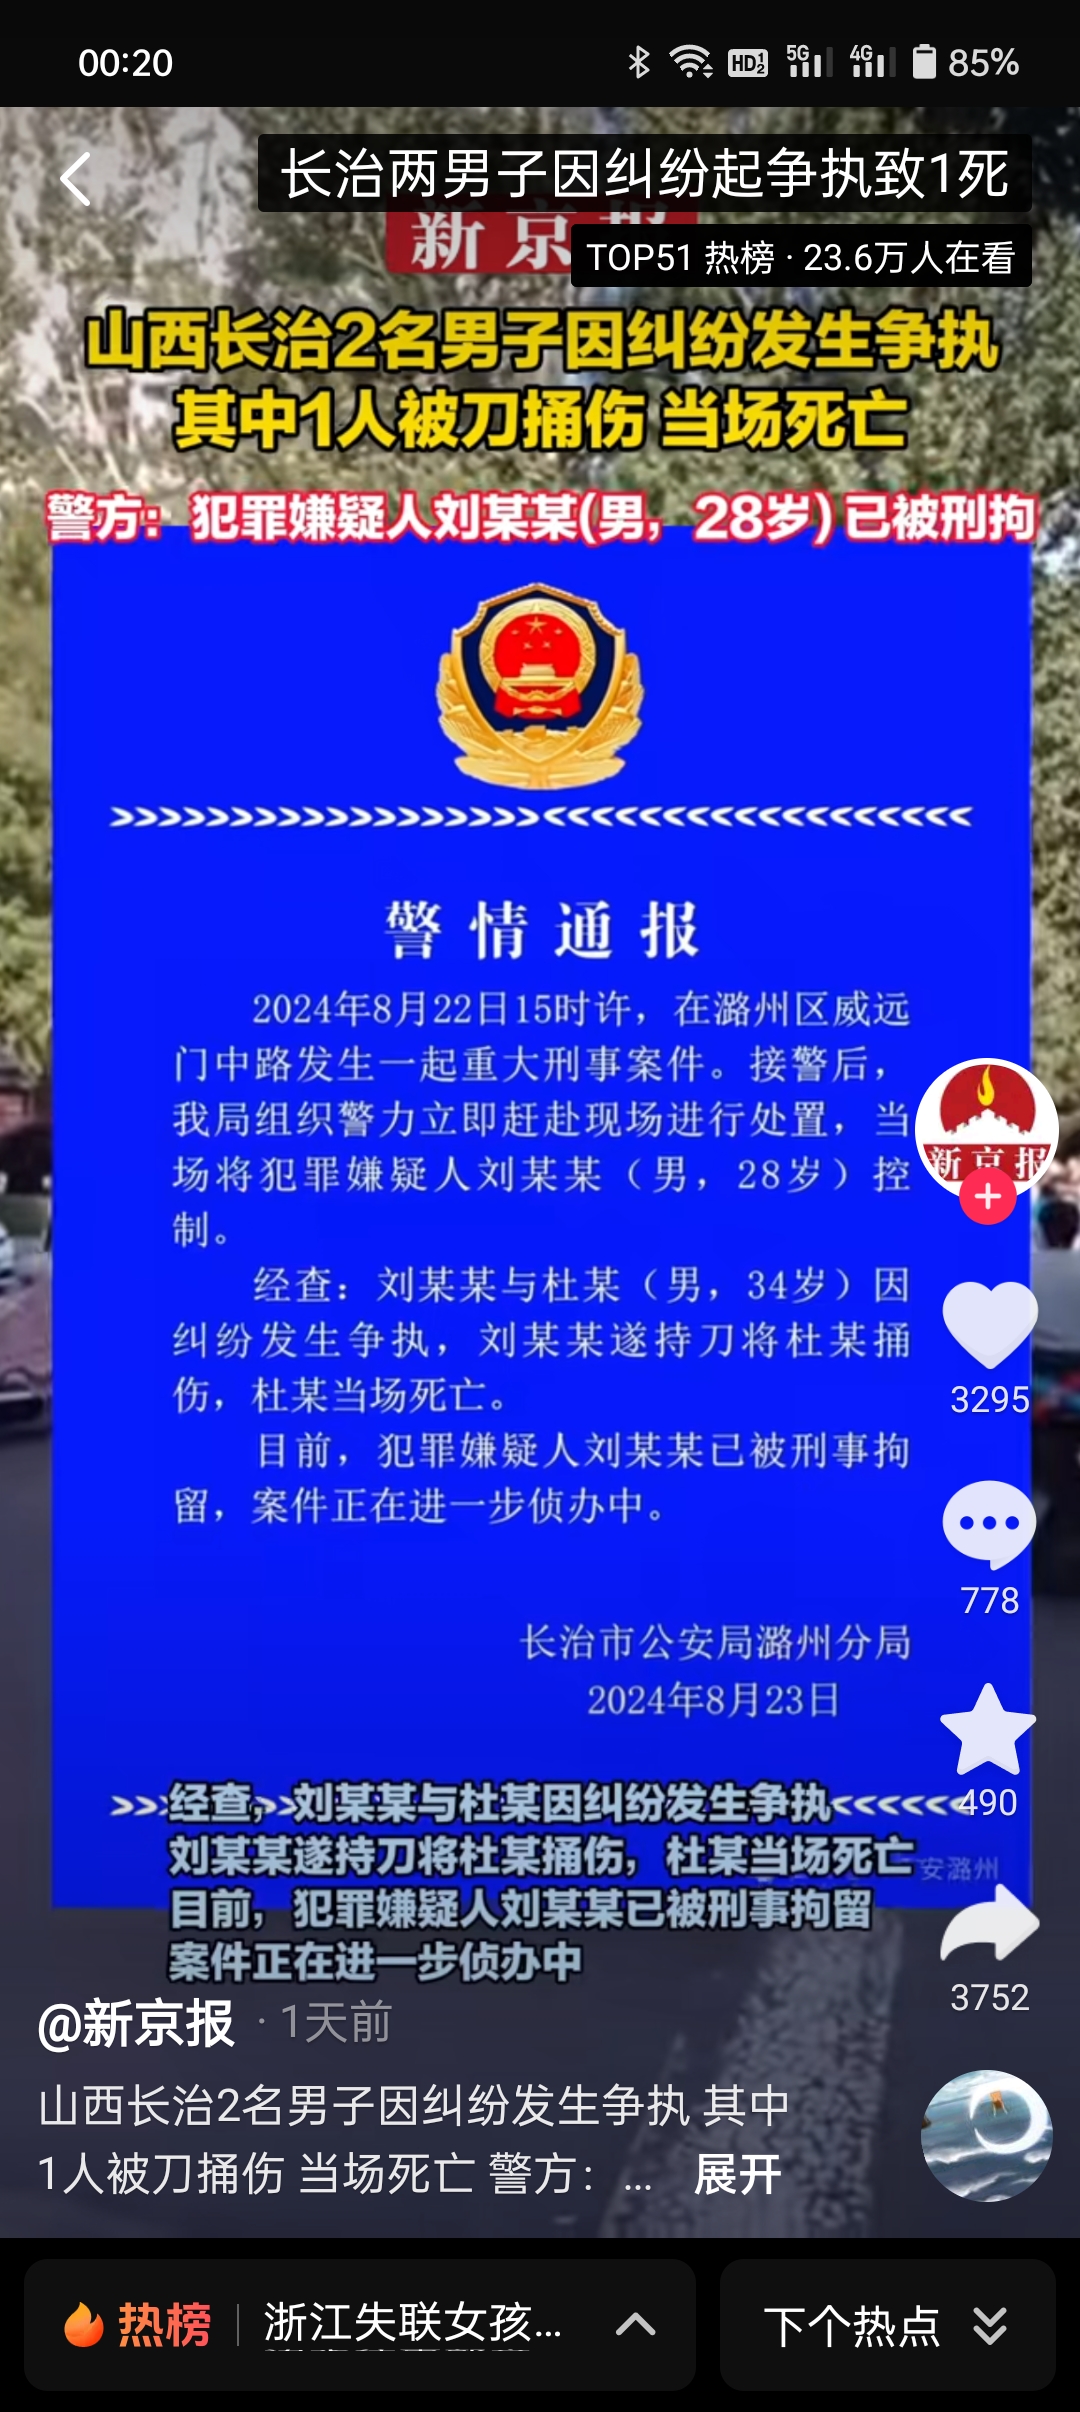 00:20
HD 1 2
5G
4G
85%
长治两男子因纠纷起争执致1死
新京报
TOP51 热榜 · 23.6万人在看
山西长治2名男子因纠纷发生争执
其中1人被刀捅伤 当场死亡
警方：犯罪嫌疑人刘某某(男，28岁)已被刑拘
>>>>>>>>>>>>>>>>>><<<<<<<<<<<<<<<<<<
警情通报
2024年8月22日15时许，在潞州区威远
门中路发生一起重大刑事案件。接警后，
我局组织警力立即赶赴现场进行处置，当
场将犯罪嫌疑人刘某某（男，28岁）控
制。
经查：刘某某与杜某（男，34岁）因
纠纷发生争执，刘某某遂持刀将杜某捅
伤，杜某当场死亡。
目前，犯罪嫌疑人刘某某已被刑事拘
留，案件正在进一步侦办中。
长治市公安局潞州分局
2024年8月23日
新京报
3295
778
490
3752
经查，刘某某与杜某因纠纷发生争执
刘某某遂持刀将杜某捅伤，杜某当场死亡
安潞州
目前，犯罪嫌疑人刘某某已被刑事拘留
案件正在进一步侦办中
@新京报 · 1天前
山西长治2名男子因纠纷发生争执 其中
1人被刀捅伤 当场死亡 警方：... 展开
热榜 浙江失联女孩...
下个热点